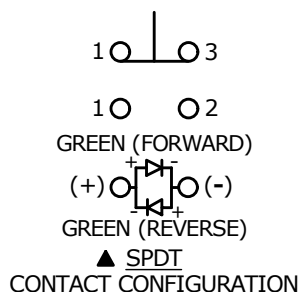 1 3
1 2
GREEN (FORWARD)
+ -
(+) (-)
- +
GREEN (REVERSE)
▲ SPDT
CONTACT CONFIGURATION